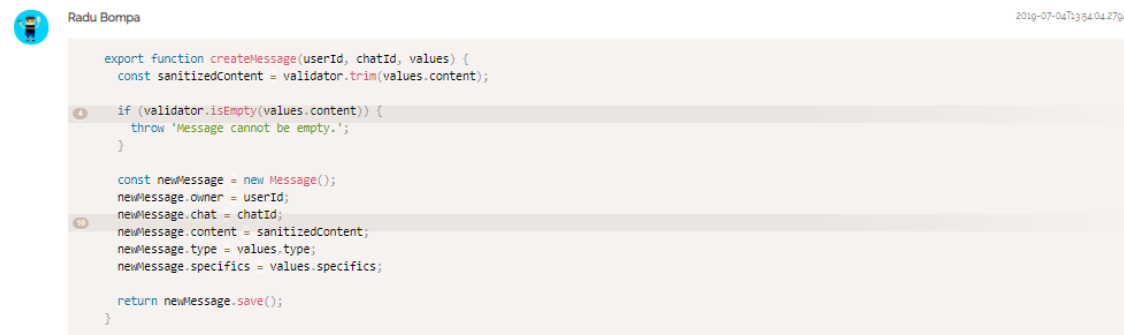 Radu Bompa
2019-07-04T13:54:04.279
export function createMessage(userId, chatId, values) {
const sanitizedContent = validator.trim(values.content);
4
if (validator.isEmpty(values.content)) {
throw 'Message cannot be empty.';
}
const newMessage = new Message();
newMessage.owner = userId;
newMessage.chat = chatId;
10
newMessage.content = sanitizedContent;
newMessage.type = values.type;
newMessage.specifics = values.specifics;
return newMessage.save();
}